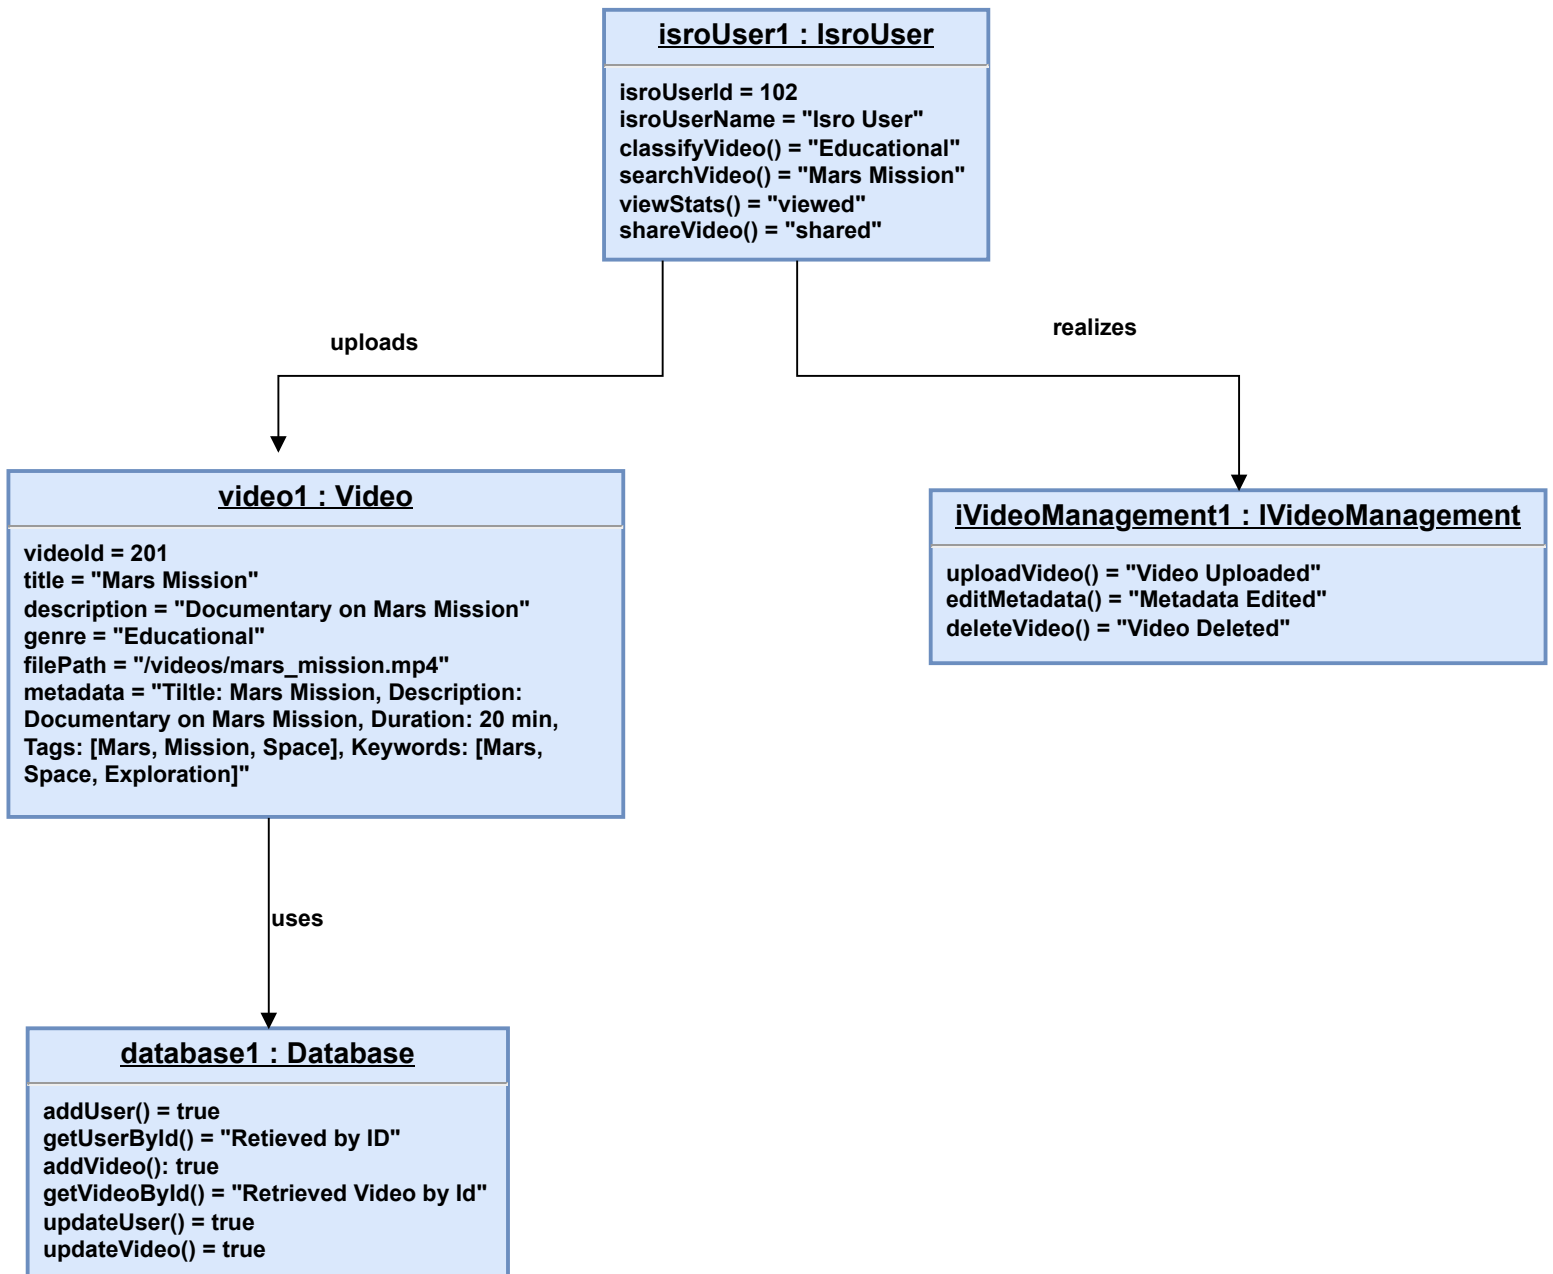 isroUser1 : IsroUser
isroUserId = 102
isroUserName = "Isro User"
classifyVideo() = "Educational"
searchVideo() = "Mars Mission"
viewStats() = "viewed"
shareVideo() = "shared"
uploads
realizes
video1 : Video
videoId = 201
title = "Mars Mission"
description = "Documentary on Mars Mission"
genre = "Educational"
filePath = "/videos/mars_mission.mp4"
metadata = "Tiltle: Mars Mission, Description:
Documentary on Mars Mission, Duration: 20 min,
Tags: [Mars, Mission, Space], Keywords: [Mars,
Space, Exploration]"
iVideoManagement1 : IVideoManagement
uploadVideo() = "Video Uploaded"
editMetadata() = "Metadata Edited"
deleteVideo() = "Video Deleted"
uses
database1 : Database
addUser() = true
getUserById() = "Retieved by ID"
addVideo(): true
getVideoById() = "Retrieved Video by Id"
updateUser() = true
updateVideo() = true